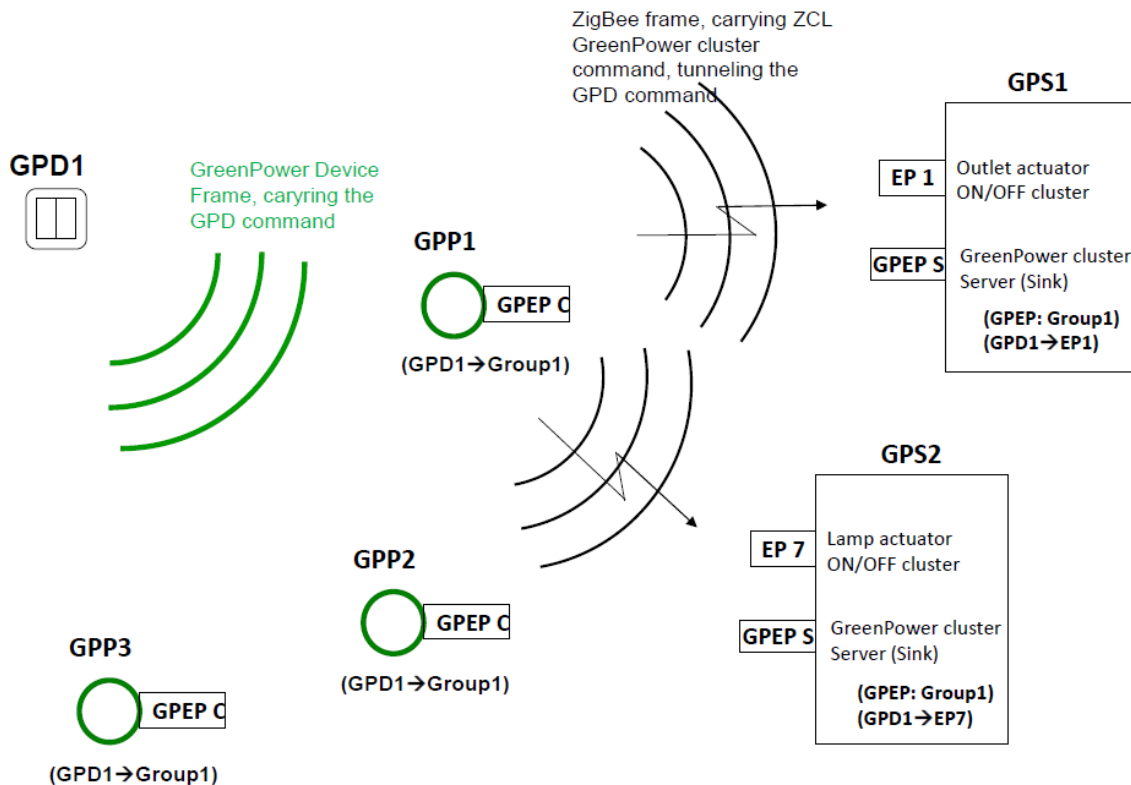 ZigBee frame, carrying ZCL
GreenPower cluster
command, tunneling the
GPD command
GPS1
GPD1
GreenPower Device
Frame, caryring the
GPD command
EP 1
Outlet actuator
ON/OFF cluster
GPP1
GPEP C
(GPD1→Group1)
GPEP S
GreenPower cluster
Server (Sink)
(GPEP: Group1)
(GPD1→EP1)
GPS2
EP 7
Lamp actuator
ON/OFF cluster
GPP2
GPEP C
(GPD1→Group1)
GPEP S
GreenPower cluster
Server (Sink)
(GPEP: Group1)
(GPD1→EP7)
GPP3
GPEP C
(GPD1→Group1)